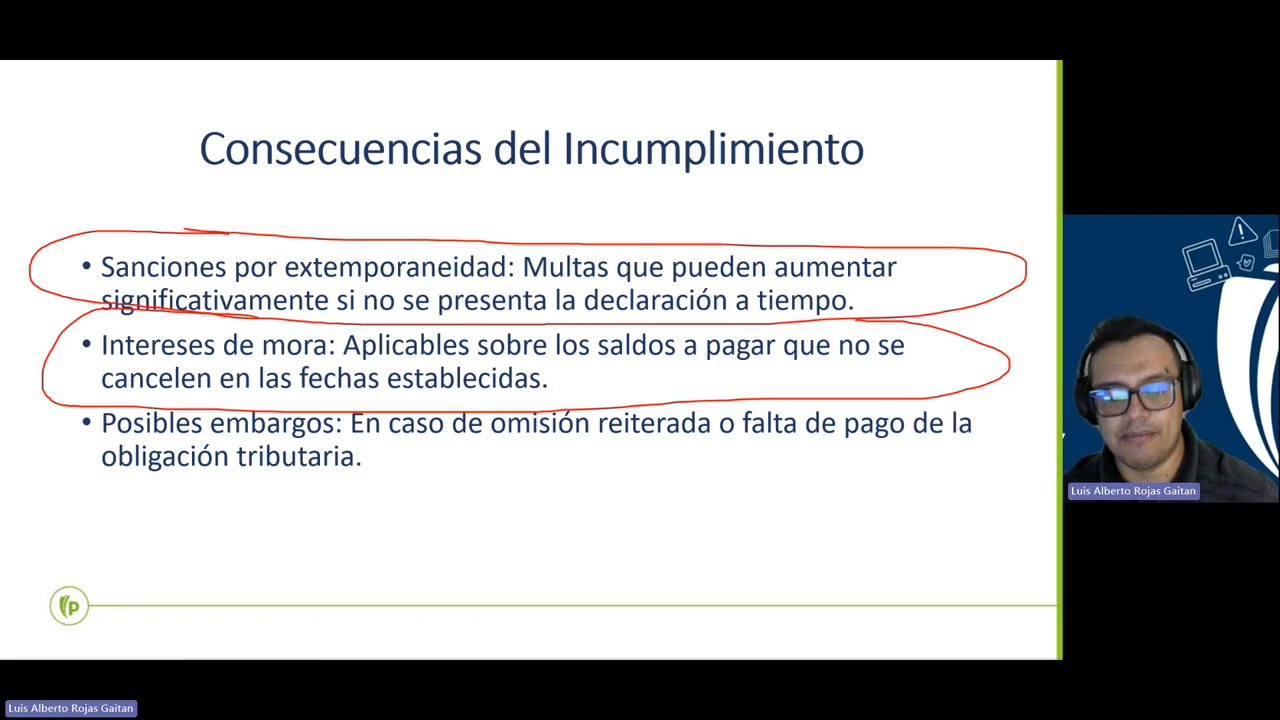 Consecuencias del Incumplimiento
• Sanciones por extemporaneidad: Multas que pueden aumentar
significativamente si no se presenta la declaración a tiempo.
• Intereses de mora: Aplicables sobre los saldos a pagar que no se
cancelen en las fechas establecidas.
• Posibles embargos: En caso de omisión reiterada o falta de pago de la
obligación tributaria.
P
Luis Alberto Rojas Gaitan
Luis Alberto Rojas Gaitan